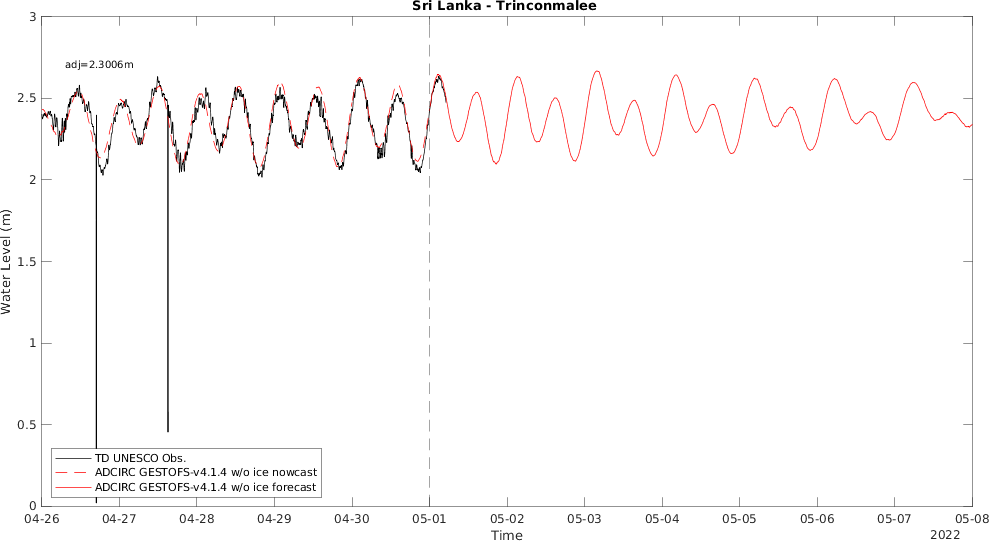 Sri Lanka - Trinconmalee
3
adj=2.3006m
2.5
2
1.5
1
0.5
0
Water Level (m)
TD UNESCO Obs.
ADCIRC GESTOFS-v4.1.4 w/o ice nowcast
ADCIRC GESTOFS-v4.1.4 w/o ice forecast
04-26 04-27 04-28 04-29 04-30 05-01 05-02 05-03 05-04 05-05 05-06 05-07 05-08
Time
2022